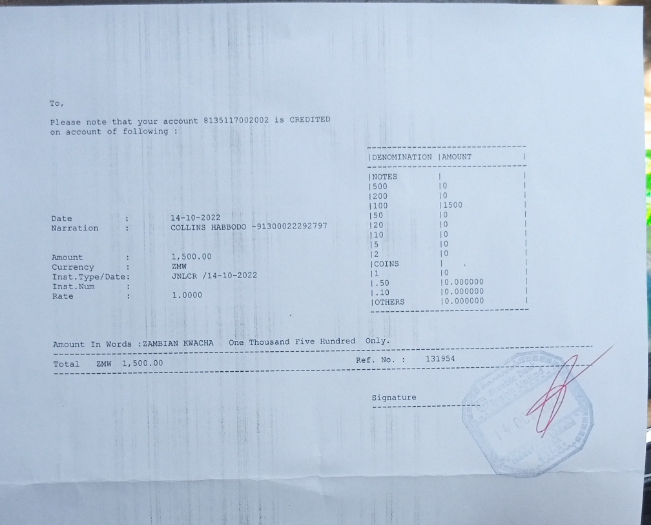 To,
Please note that your account 8135117002002 is CREDITED
on account of following :
|DENOMINATION |AMOUNT |
|NOTES | |
|500 |0 |
|200 |0 |
|100 |1500 |
|50 |0 |
|20 |0 |
|10 |0 |
|5 |0 |
|2 |0 |
|COINS | |
|1 |0 |
|.50 |0.000000 |
|.10 |0.000000 |
|OTHERS |0.000000 |
Date : 14-10-2022
Narration : COLLINS HABBODO -91300022292797
Amount : 1,500.00
Currency : ZMW
Inst.Type/Date: JNLCR /14-10-2022
Inst.Num :
Rate : 1.0000
Amount In Words :ZAMBIAN KWACHA One Thousand Five Hundred Only.
Total ZMW 1,500.00 Ref. No. : 131954
Signature